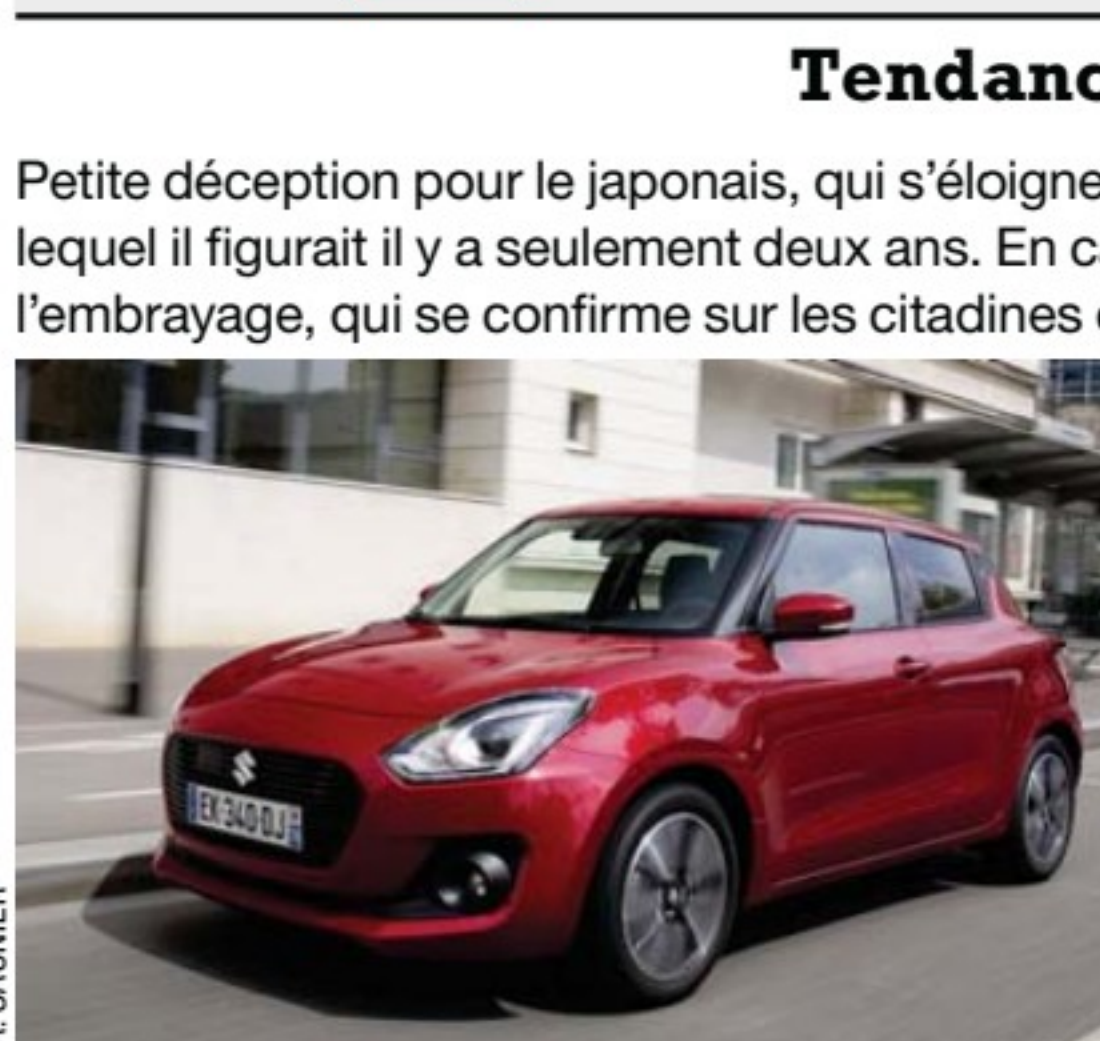 Tendanc
Petite déception pour le japonais, qui s’éloigne
lequel il figurait il y a seulement deux ans. En c
l’embrayage, qui se confirme sur les citadines
EK-340-DJ